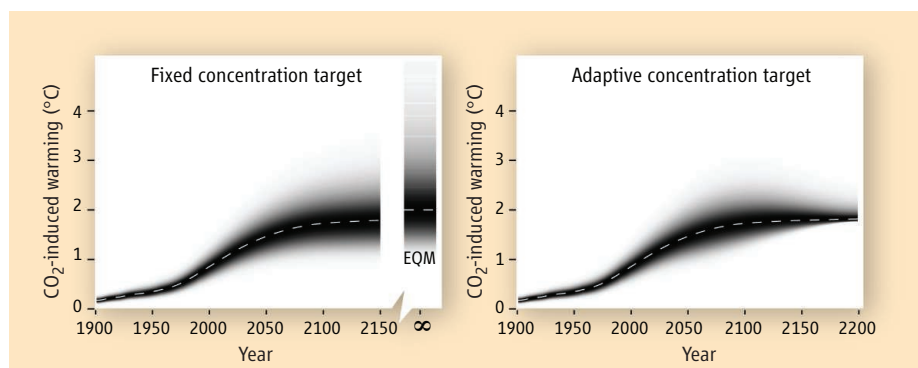 Fixed concentration target
CO₂-induced warming (°C)
4
3
2
1
0
EQM
1900 1950 2000 2050 2100 2150 ∞
Year
Adaptive concentration target
CO₂-induced warming (°C)
4
3
2
1
0
1900 1950 2000 2050 2100 2150 2200
Year